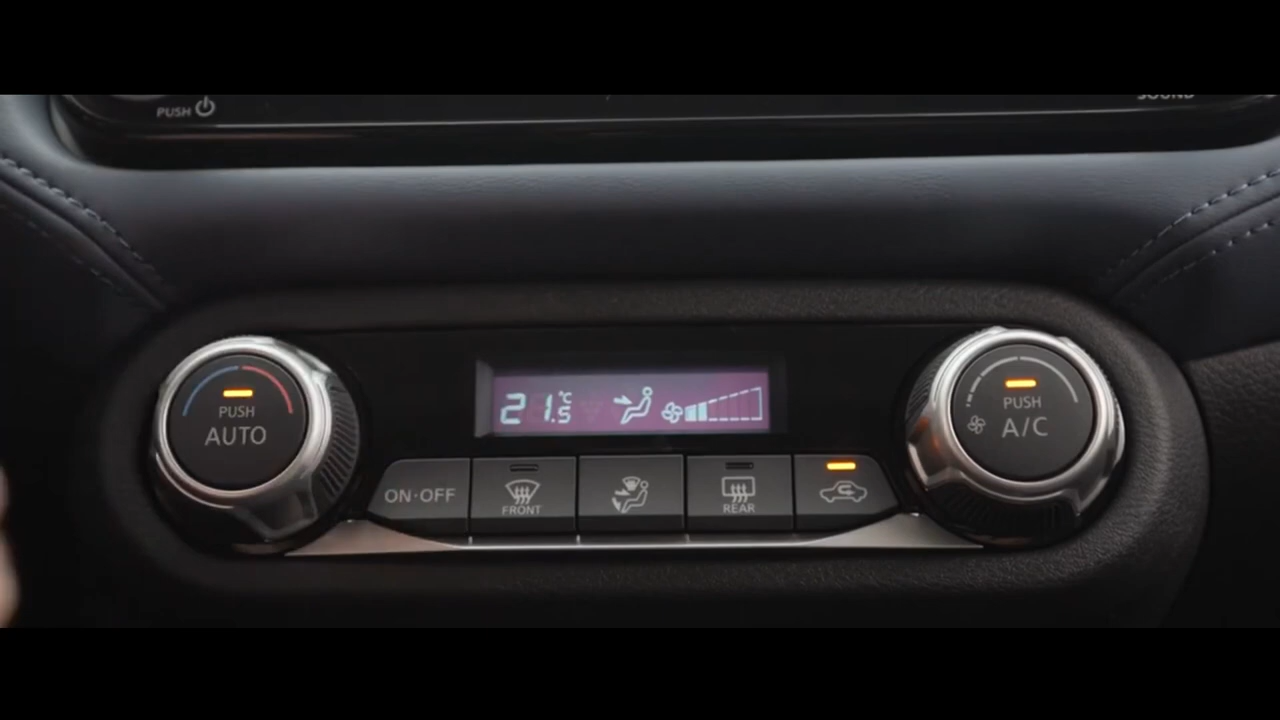 PUSH
SOUND
21.5 °C
PUSH
AUTO
PUSH
A/C
ON·OFF
FRONT
REAR